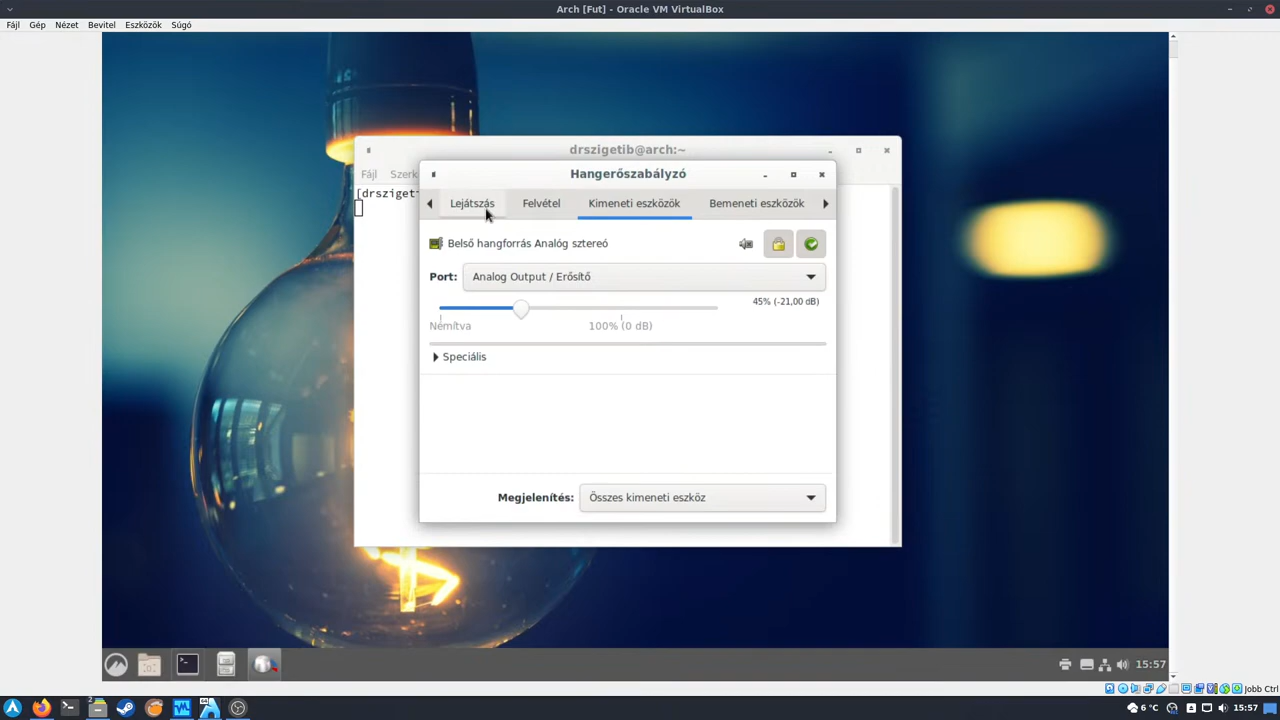 Arch [Fut] - Oracle VM VirtualBox
Fájl Gép Nézet Bevitel Eszközök Súgó
drszigetib@arch:~
Fájl Szerk
[drsziget
Hangerőszabályzó
Lejátszás Felvétel Kimeneti eszközök Bemeneti eszközök
Belső hangforrás Analóg sztereó
Port: Analog Output / Erősítő
45% (-21,00 dB)
Némítva 100% (0 dB)
Speciális
Megjelenítés: Összes kimeneti eszköz
15:57
Jobb Ctrl
2 6 °C 15:57